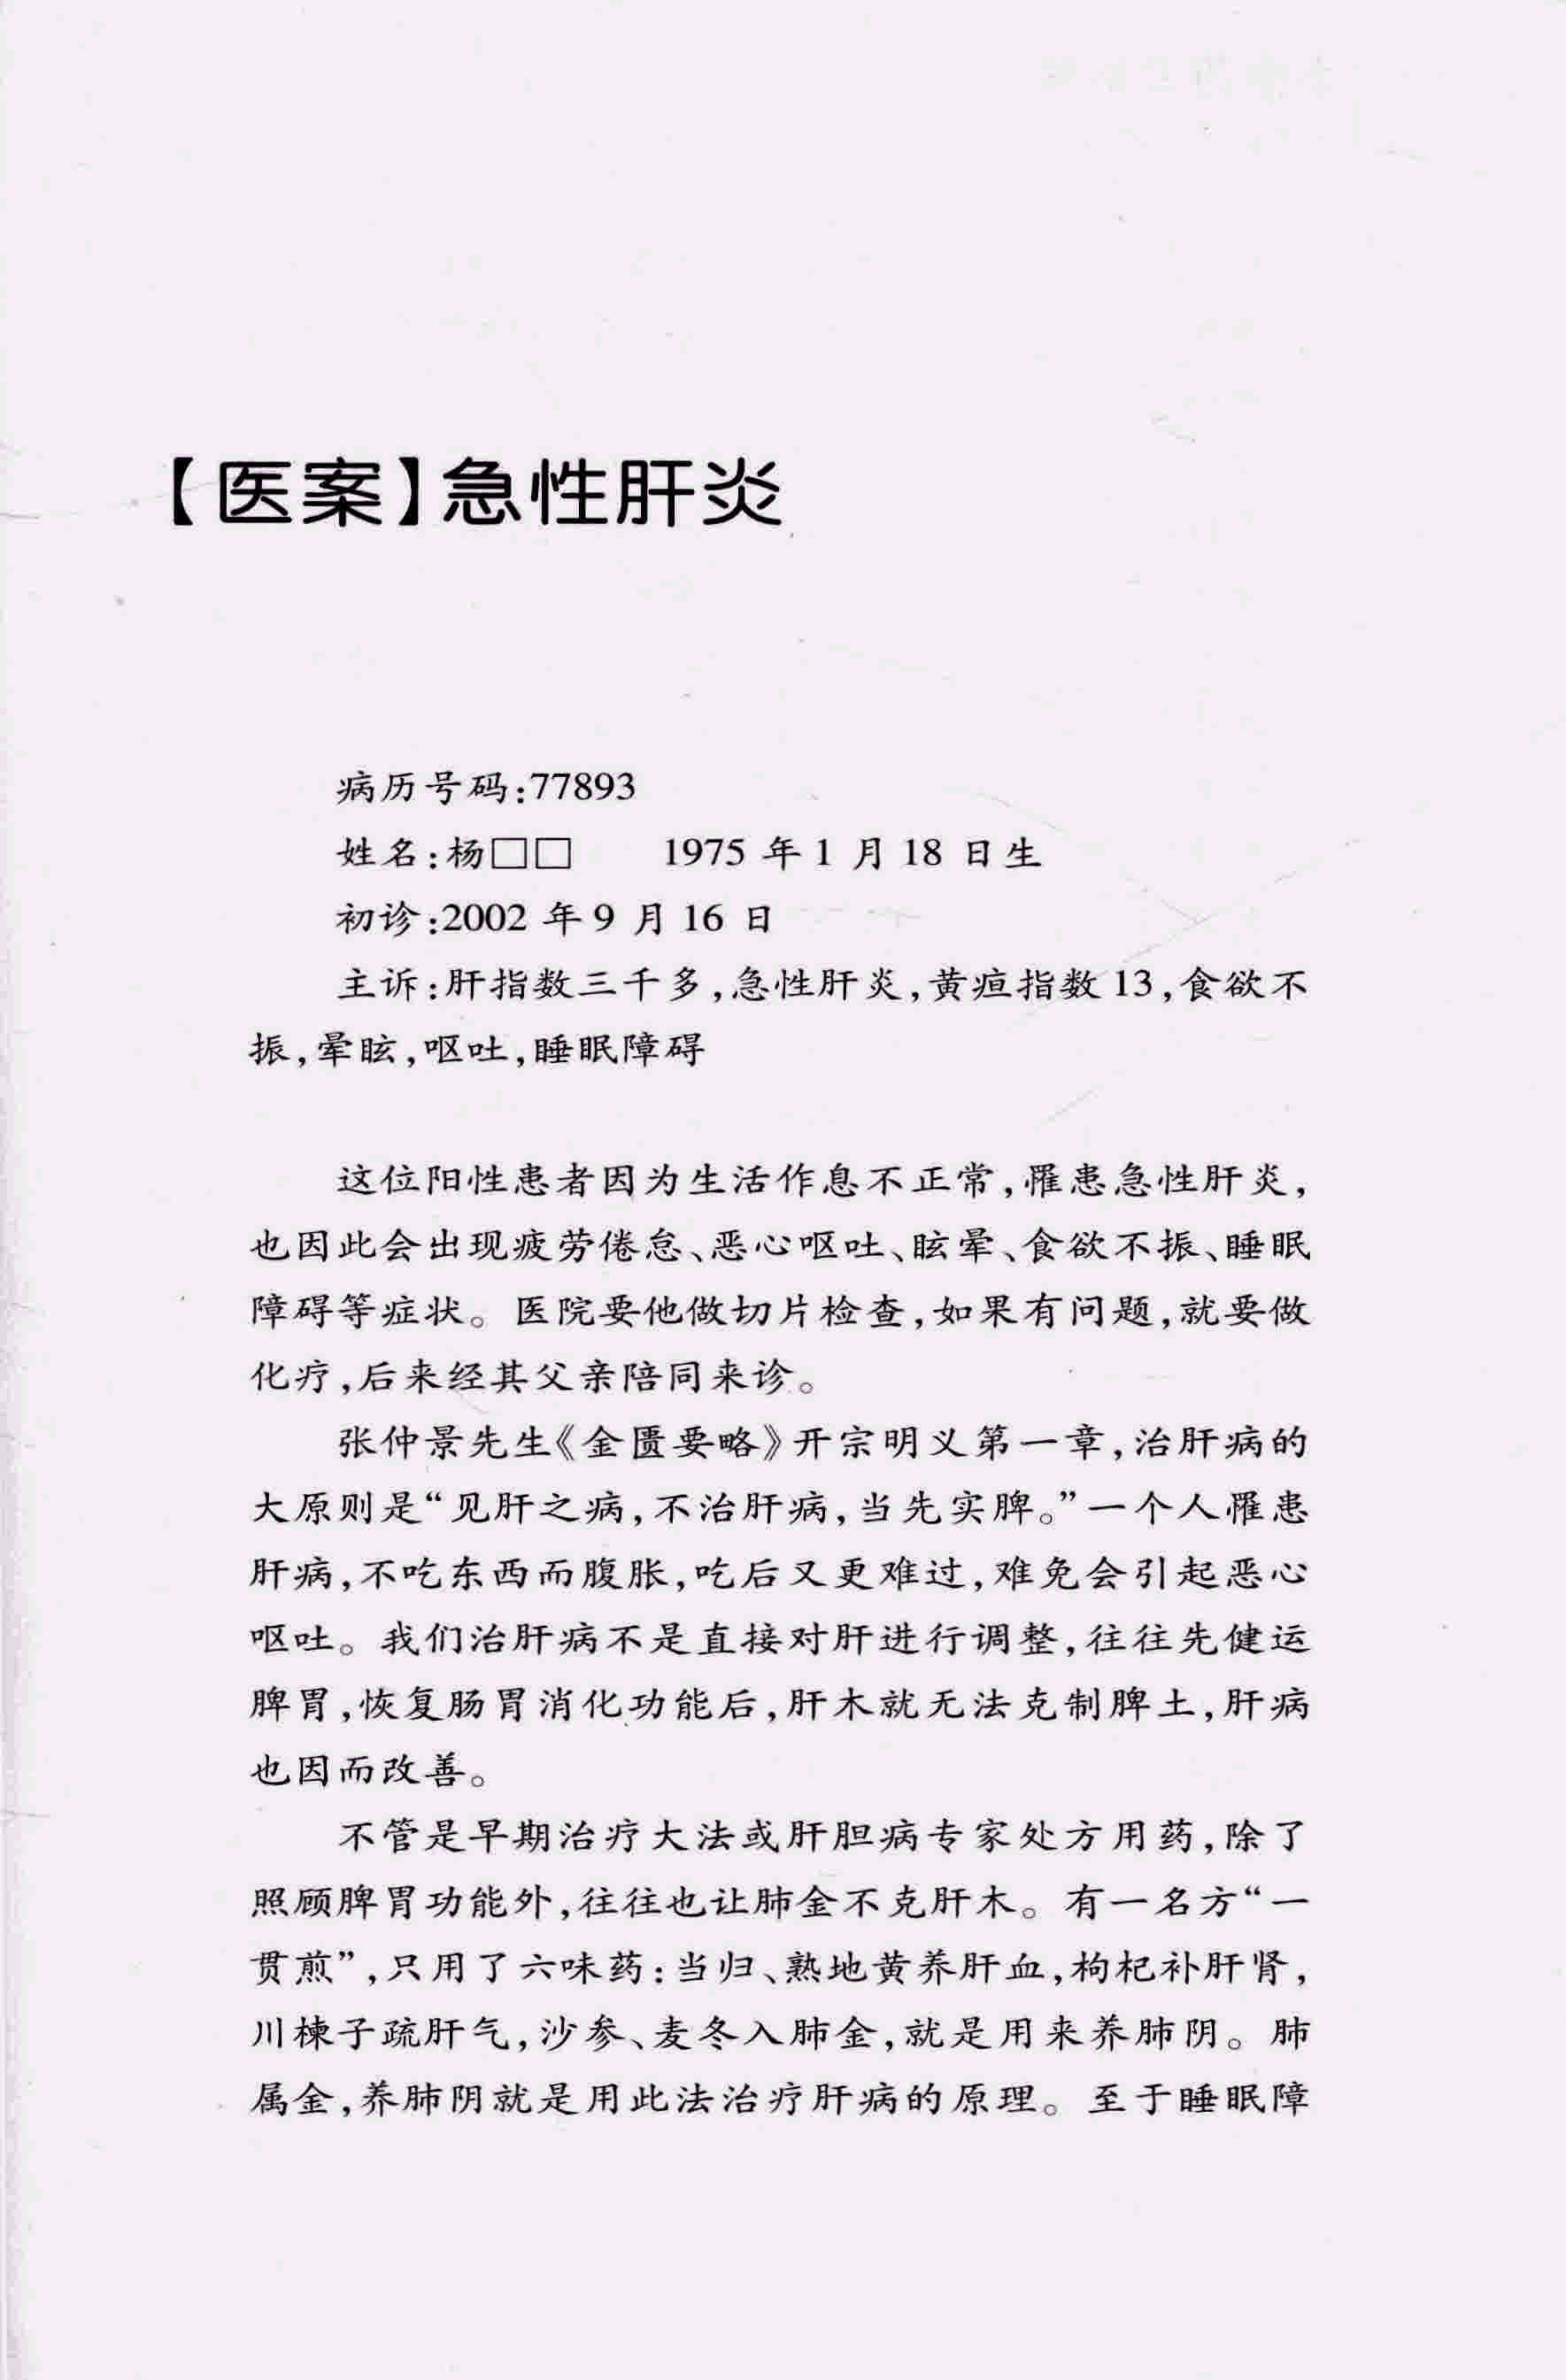 【医案】急性肝炎
病历号码:77893
姓名:杨□□　1975 年 1 月 18 日生
初诊:2002 年 9 月 16 日
主诉:肝指数三千多,急性肝炎,黄疸指数 13,食欲不
振,晕眩,呕吐,睡眠障碍
这位阳性患者因为生活作息不正常,罹患急性肝炎,
也因此会出现疲劳倦怠、恶心呕吐、眩晕、食欲不振、睡眠
障碍等症状。医院要他做切片检查,如果有问题,就要做
化疗,后来经其父亲陪同来诊。
张仲景先生《金匮要略》开宗明义第一章,治肝病的
大原则是“见肝之病,不治肝病,当先实脾。”一个人罹患
肝病,不吃东西而腹胀,吃后又更难过,难免会引起恶心
呕吐。我们治肝病不是直接对肝进行调整,往往先健运
脾胃,恢复肠胃消化功能后,肝木就无法克制脾土,肝病
也因而改善。
不管是早期治疗大法或肝胆病专家处方用药,除了
照顾脾胃功能外,往往也让肺金不克肝木。有一名方“一
贯煎”,只用了六味药:当归、熟地黄养肝血,枸杞补肝肾,
川楝子疏肝气,沙参、麦冬入肺金,就是用来养肺阴。肺
属金,养肺阴就是用此法治疗肝病的原理。至于睡眠障